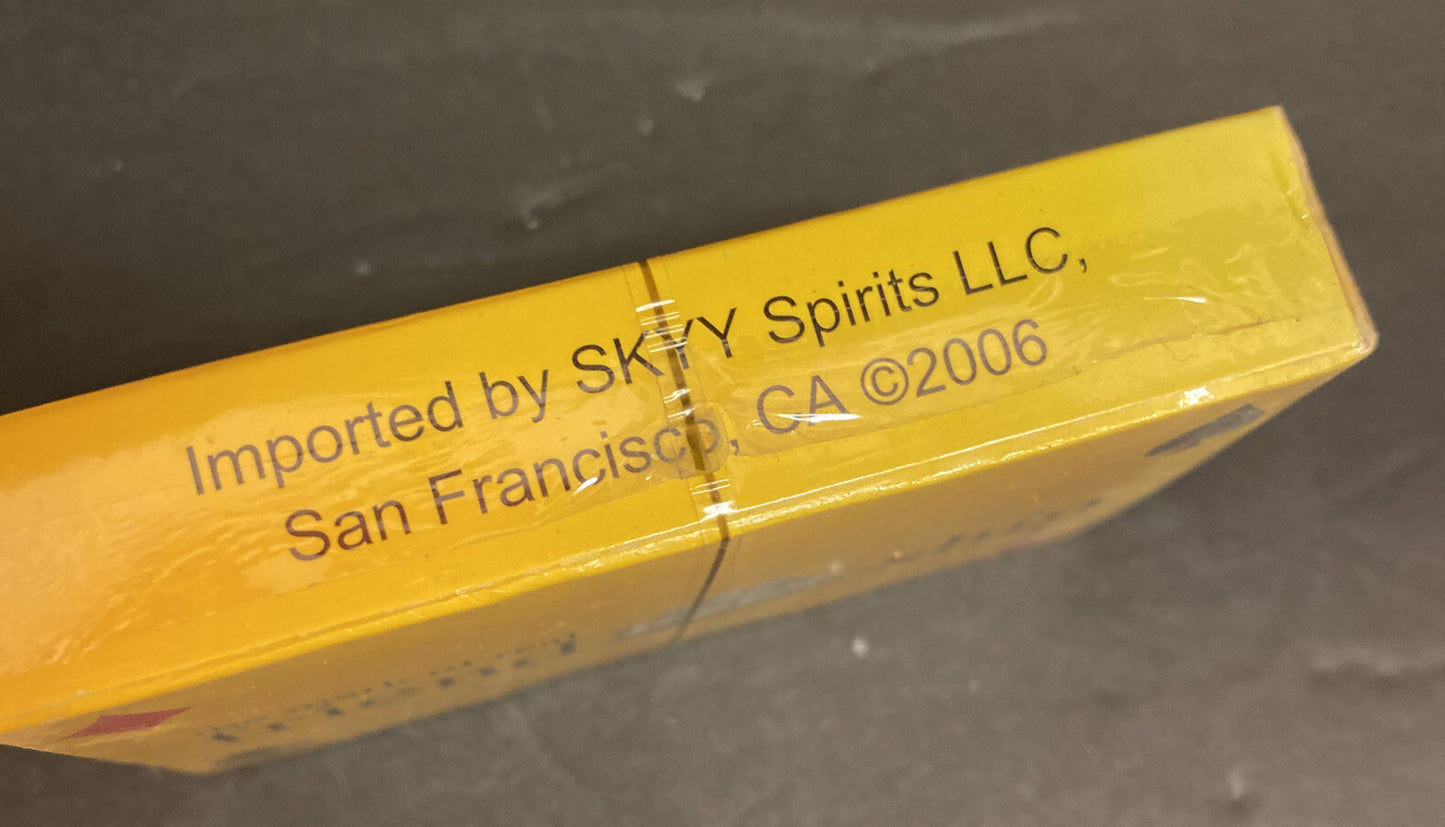 Imported by SKYY Spirits LLC,
San Francisco, CA ©2006